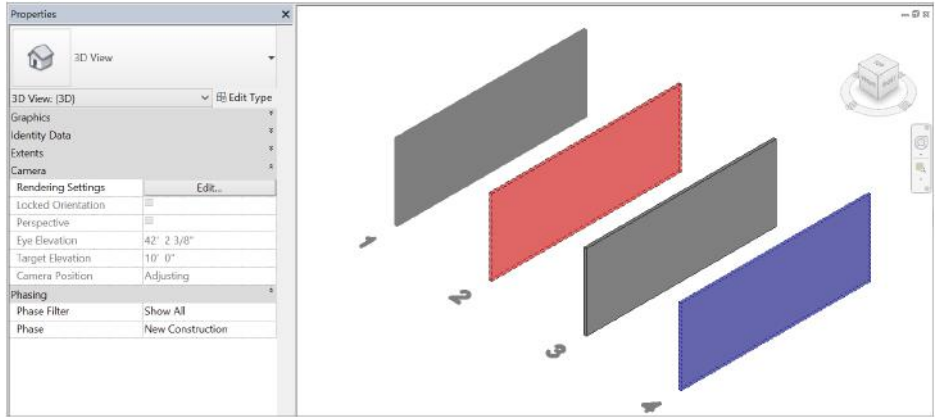 Properties
3D View
3D View: {3D}
Edit Type
Graphics
Identity Data
Extents
Camera
Rendering Settings Edit...
Locked Orientation
Perspective
Eye Elevation 42' 2 3/8"
Target Elevation 10' 0"
Camera Position Adjusting
Phasing
Phase Filter Show All
Phase New Construction
1
2
3
4